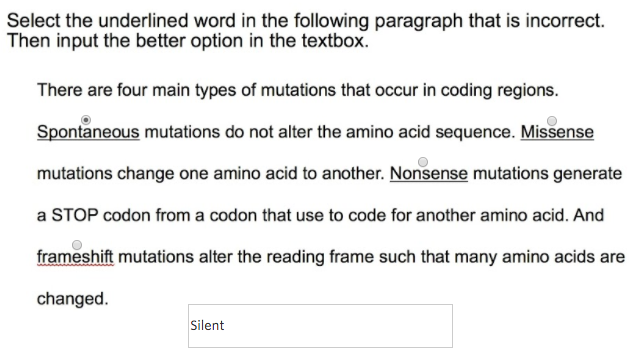 Select the underlined word in the following paragraph that is incorrect.
Then input the better option in the textbox.
There are four main types of mutations that occur in coding regions.
Spontaneous mutations do not alter the amino acid sequence. Missense
mutations change one amino acid to another. Nonsense mutations generate
a STOP codon from a codon that use to code for another amino acid. And
frameshift mutations alter the reading frame such that many amino acids are
changed.
Silent